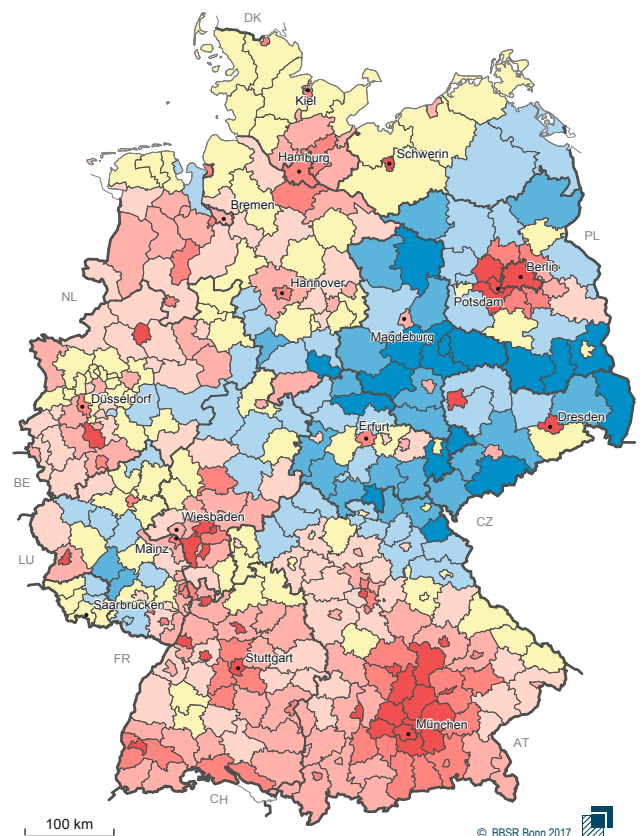 DK
Kiel
Hamburg
Schwerin
Bremen
PL
Berlin
NL
Hannover
Potsdam
Magdeburg
Düsseldorf
Dresden
Erfurt
BE
Wiesbaden
CZ
Mainz
LU
Saarbrücken
FR
Stuttgart
München
AT
CH
100 km
© BBSR Bonn 2017